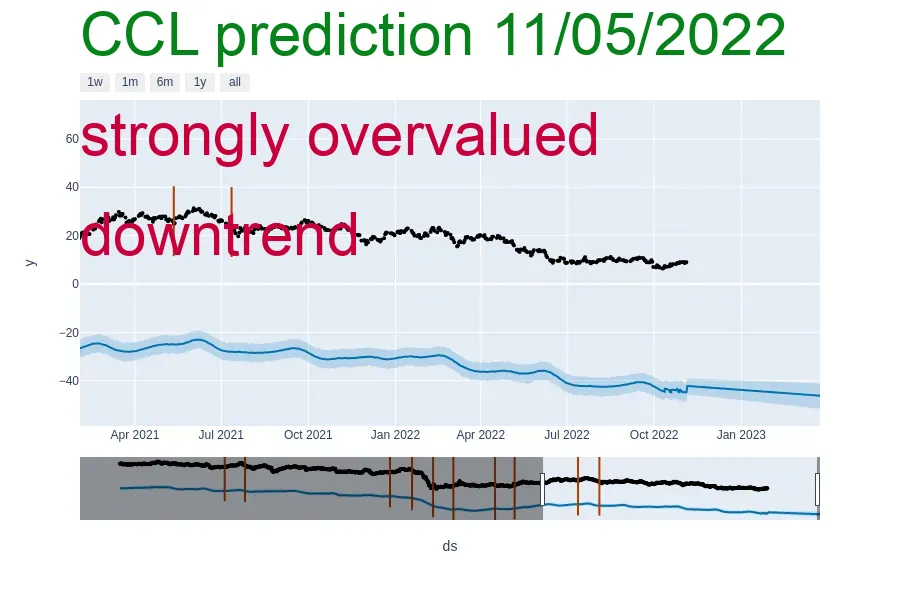 CCL prediction 11/05/2022
1w 1m 6m 1y all
strongly overvalued
60
40
20
downtrend
y
0
−20
−40
Apr 2021 Jul 2021 Oct 2021 Jan 2022 Apr 2022 Jul 2022 Oct 2022 Jan 2023
ds